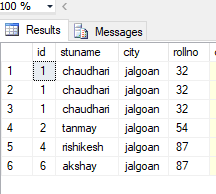 100 %
Results Messages
id stuname city rollno
1 1 chaudhari jalgoan 32
2 1 chaudhari jalgoan 32
3 1 chaudhari jalgoan 32
4 2 tanmay jalgoan 54
5 4 rishikesh jalgoan 87
6 6 akshay jalgoan 87